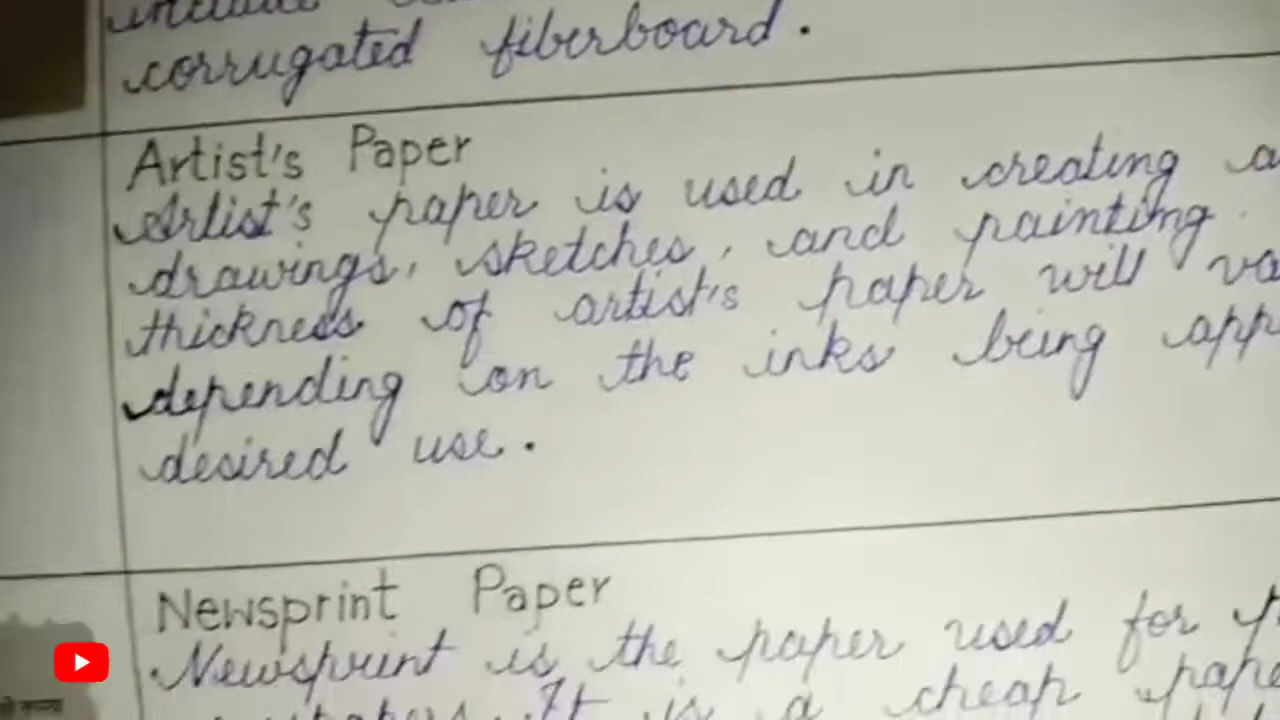 corrugated fiberboard.
Artist's Paper
Artist's paper is used in creating
drawings, sketches, and painting
thickness of artist's paper will
depending on the inks being
desired use.
Newsprint Paper
Newsprint is the paper used for
It is a cheap